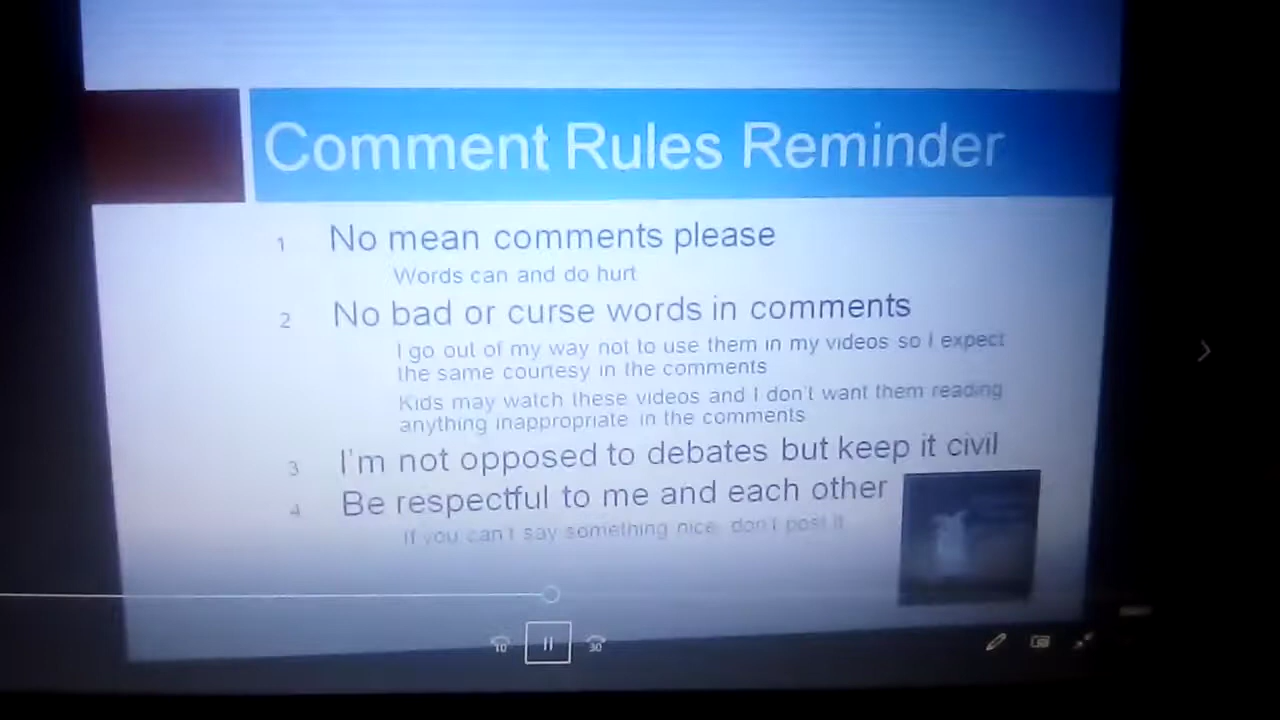 Comment Rules Reminder
1 No mean comments please
Words can and do hurt
2 No bad or curse words in comments
I go out of my way not to use them in my videos so I expect
the same courtesy in the comments
Kids may watch these videos and I don't want them reading
anything inappropriate in the comments
3 I'm not opposed to debates but keep it civil
4 Be respectful to me and each other
If you can't say something nice, don't post it
10 30